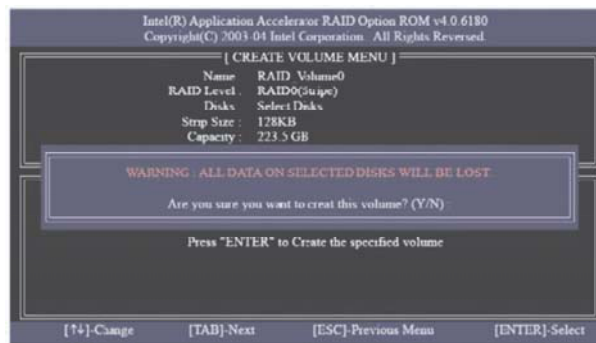 Intel(R) Application Accelerator RAID Option ROM v4.0.6180
Copyright(C) 2003-04 Intel Corporation. All Rights Reversed.
[ CREATE VOLUME MENU ]
Name RAID_Volume0
RAID Level : RAID0(Stripe)
Disks Select Disks
Strip Size : 128KB
Capacity : 223.5 GB
WARNING : ALL DATA ON SELECTED DISKS WILL BE LOST
Are you sure you want to creat this volume? (Y/N) :
Press "ENTER" to Create the specified volume
[↑↓]-Change [TAB]-Next [ESC]-Previous Menu [ENTER]-Select